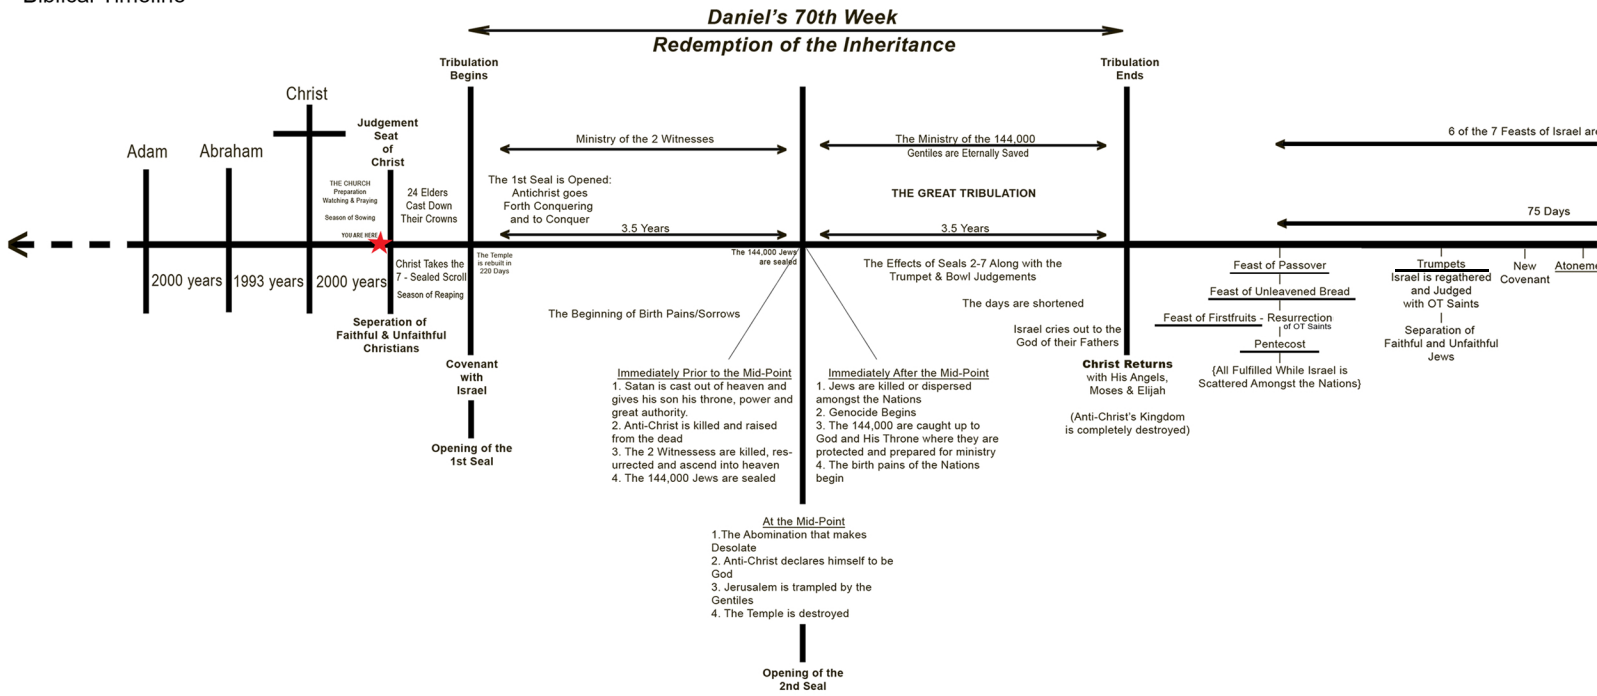 Biblical Timeline
Daniel's 70th Week
Redemption of the Inheritance
Tribulation
Begins
Tribulation
Ends
Christ
Adam
Abraham
Judgement
Seat
of
Christ
THE CHURCH
Preparation
Watching & Praying
Season of Sowing
YOU ARE HERE
24 Elders
Cast Down
Their Crowns
2000 years
1993 years
2000 years
Christ Takes the
7 - Sealed Scroll
Season of Reaping
Seperation of
Faithful & Unfaithful
Christians
Ministry of the 2 Witnesses
The 1st Seal is Opened:
Antichrist goes
Forth Conquering
and to Conquer
3.5 Years
The Temple
is rebuilt in
220 Days
The 144,000 Jews
are sealed
The Beginning of Birth Pains/Sorrows
Covenant
with
Israel
Opening of the
1st Seal
The Ministry of the 144,000
Gentiles are Eternally Saved
THE GREAT TRIBULATION
3.5 Years
The Effects of Seals 2-7 Along with the
Trumpet & Bowl Judgements
The days are shortened
Israel cries out to the
God of their Fathers
Immediately Prior to the Mid-Point
1. Satan is cast out of heaven and
gives his son his throne, power and
great authority.
2. Anti-Christ is killed and raised
from the dead
3. The 2 Witnessess are killed, res-
urrected and ascend into heaven
4. The 144,000 Jews are sealed
Immediately After the Mid-Point
1. Jews are killed or dispersed
amongst the Nations
2. Genocide Begins
3. The 144,000 are caught up to
God and His Throne where they are
protected and prepared for ministry
4. The birth pains of the Nations
begin
At the Mid-Point
1.The Abomination that makes
Desolate
2. Anti-Christ declares himself to be
God
3. Jerusalem is trampled by the
Gentiles
4. The Temple is destroyed
Opening of the
2nd Seal
Christ Returns
with His Angels,
Moses & Elijah
(Anti-Christ's Kingdom
is completely destroyed)
6 of the 7 Feasts of Israel are
75 Days
Feast of Passover
Feast of Unleavened Bread
Feast of Firstfruits - Resurrection
of OT Saints
Pentecost
{All Fulfilled While Israel is
Scattered Amongst the Nations}
Trumpets
Israel is regathered
and Judged
with OT Saints
Separation of
Faithful and Unfaithful
Jews
New
Covenant
Atoneme